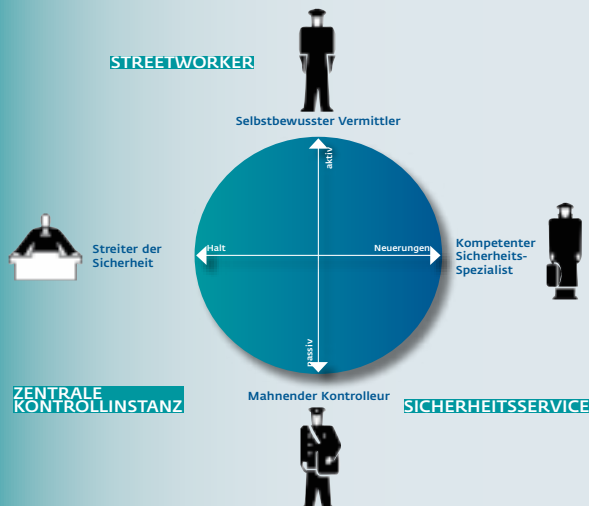 STREETWORKER
Selbstbewusster Vermittler
aktiv
Streiter der
Sicherheit
Halt
Neuerungen
Kompetenter
Sicherheits-
Spezialist
passiv
ZENTRALE
KONTROLLINSTANZ
Mahnender Kontrolleur
SICHERHEITSSERVICE